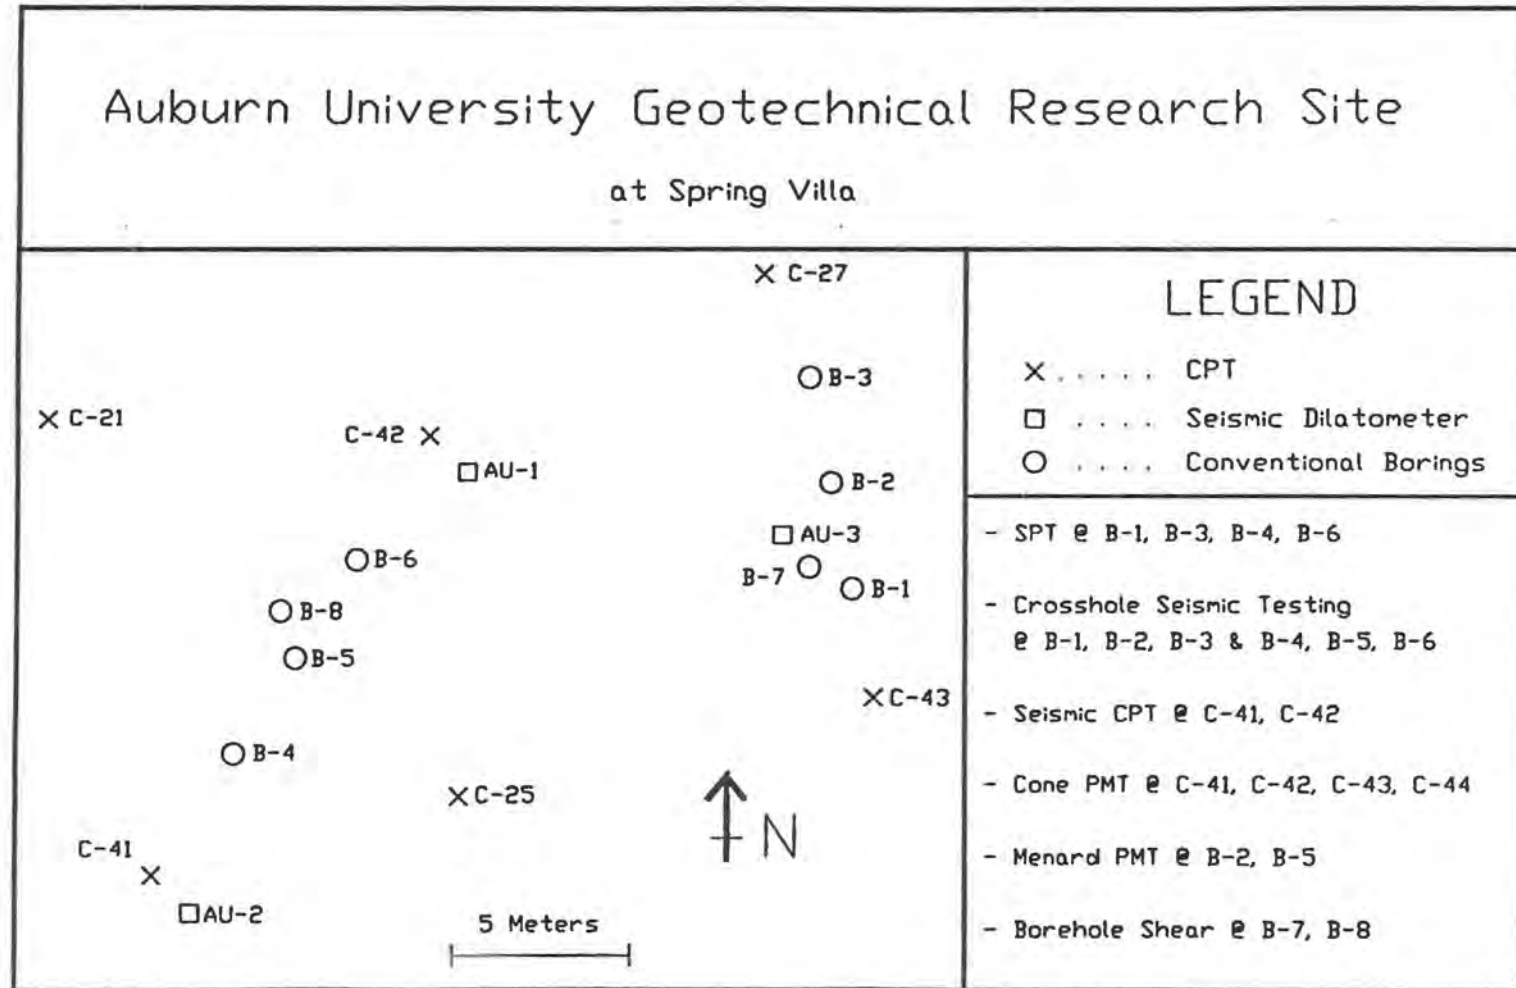 Auburn University Geotechnical Research Site
at Spring Villa
C-27
B-3
C-21
C-42
AU-1
B-2
AU-3
B-6
B-7
B-1
B-8
B-5
C-43
B-4
C-25
N
C-41
AU-2
5 Meters
LEGEND
X ..... CPT
□ .... Seismic Dilatometer
O .... Conventional Borings
- SPT @ B-1, B-3, B-4, B-6
- Crosshole Seismic Testing
@ B-1, B-2, B-3 & B-4, B-5, B-6
- Seismic CPT @ C-41, C-42
- Cone PMT @ C-41, C-42, C-43, C-44
- Menard PMT @ B-2, B-5
- Borehole Shear @ B-7, B-8